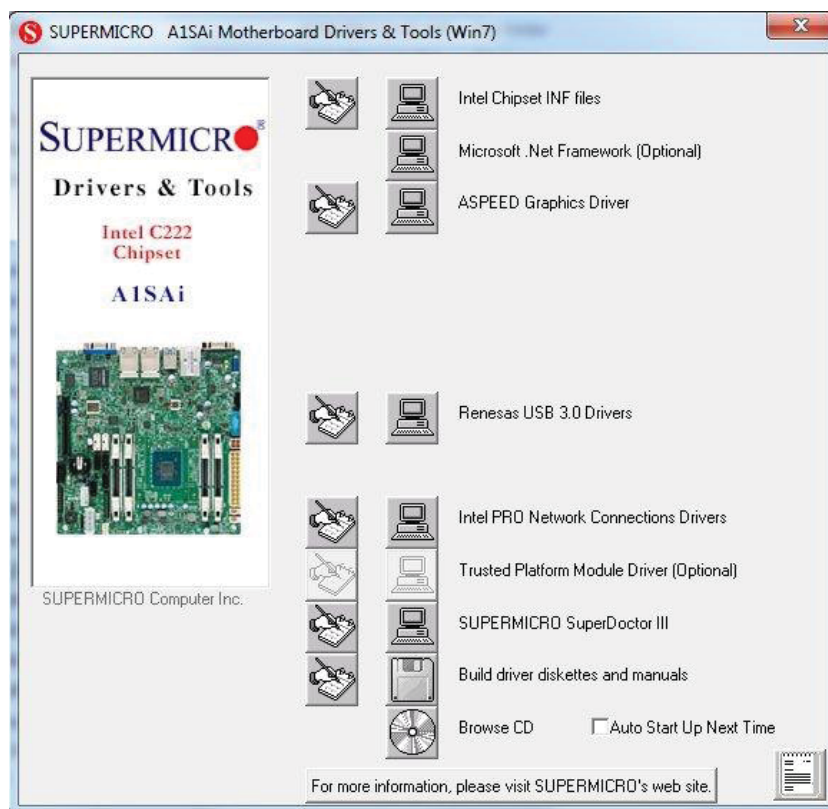 SUPERMICRO   A1SAi Motherboard Drivers & Tools (Win7)
SUPERMICRO®
Drivers & Tools
Intel C222
Chipset
A1SAi
SUPERMICRO Computer Inc.
Intel Chipset INF files
Microsoft .Net Framework (Optional)
ASPEED Graphics Driver
Renesas USB 3.0 Drivers
Intel PRO Network Connections Drivers
Trusted Platform Module Driver (Optional)
SUPERMICRO SuperDoctor III
Build driver diskettes and manuals
Browse CD   Auto Start Up Next Time
For more information, please visit SUPERMICRO's web site.